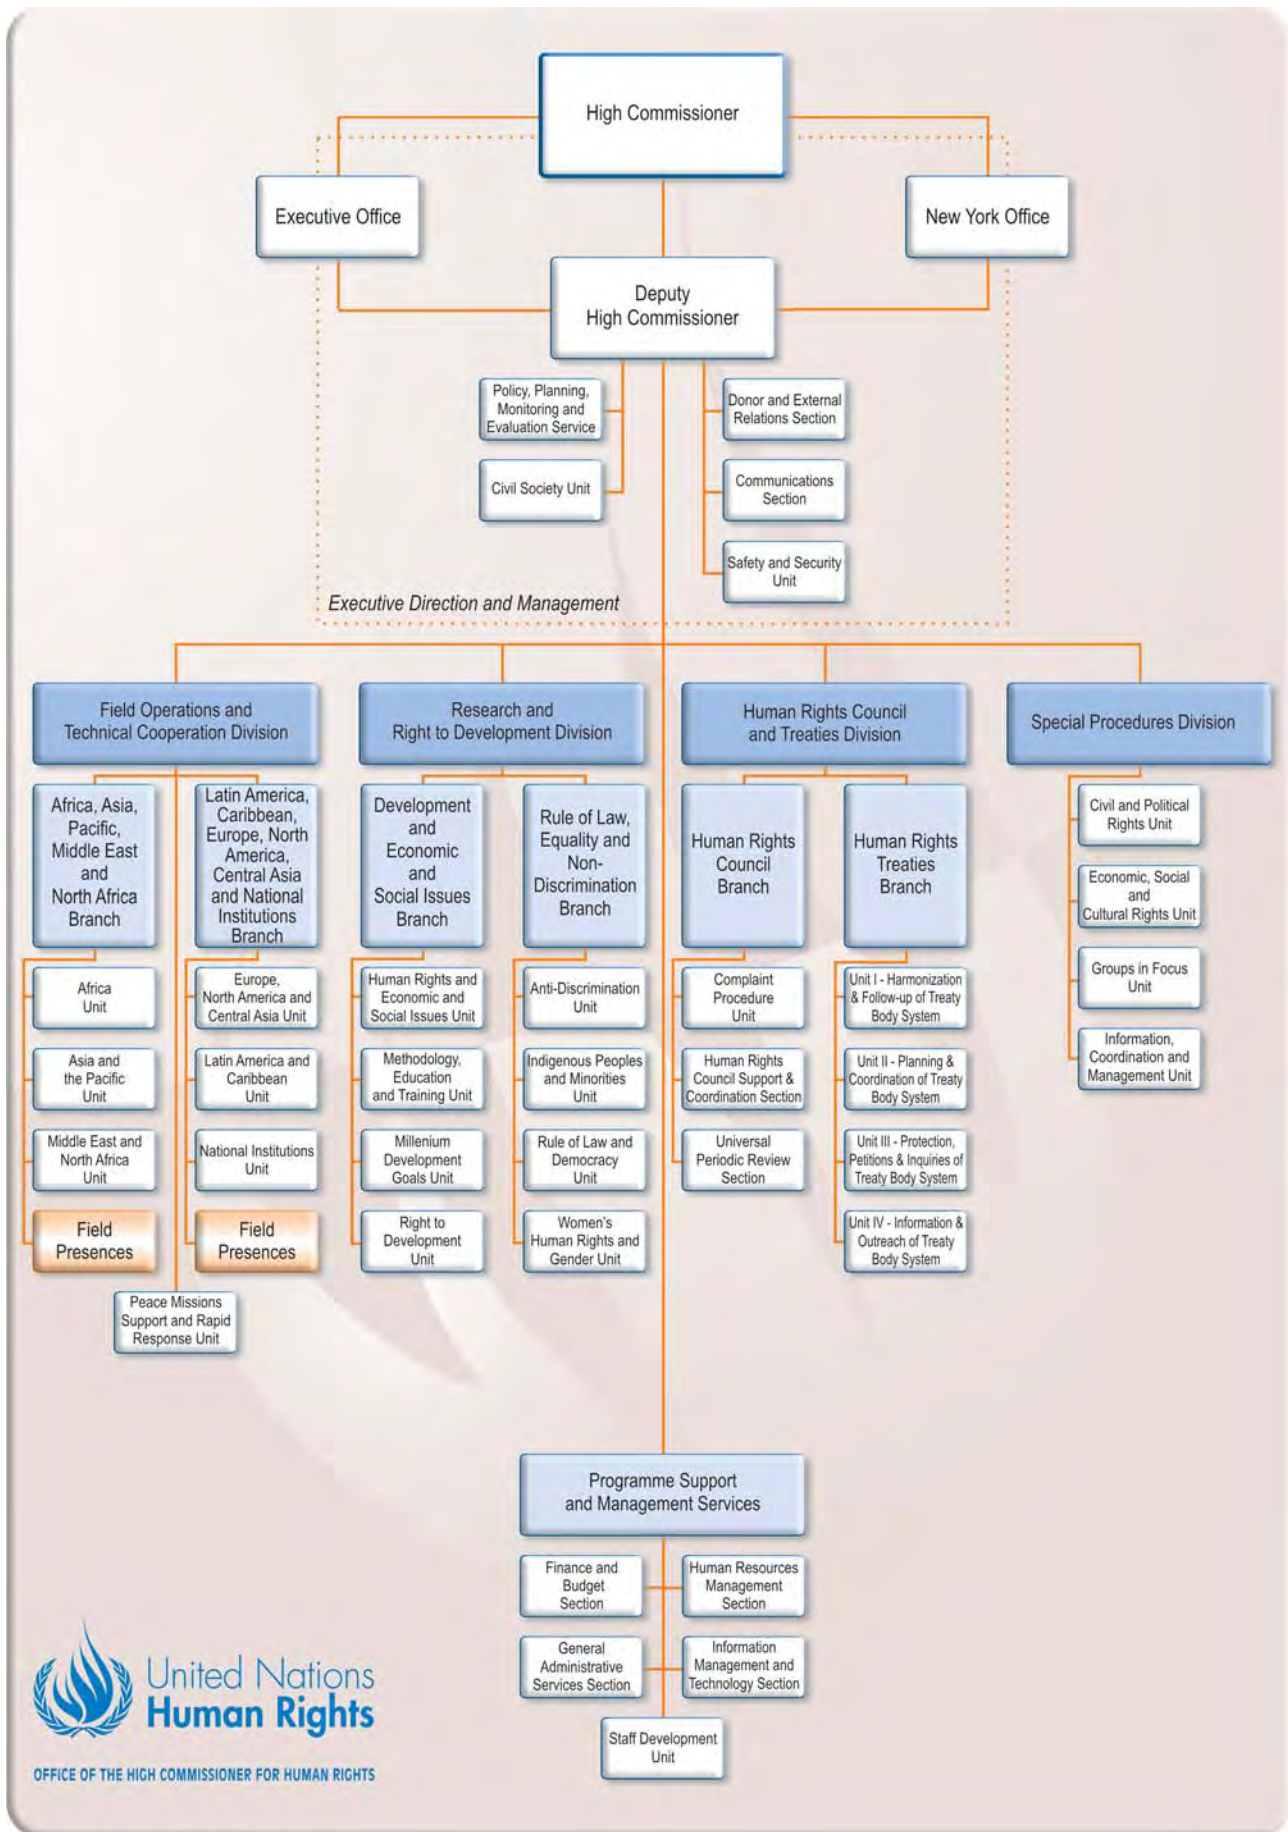 High Commissioner
Executive Office
New York Office
Deputy
High Commissioner
Policy, Planning,
Monitoring and
Evaluation Service
Donor and External
Relations Section
Civil Society Unit
Communications
Section
Safety and Security
Unit
Executive Direction and Management
Field Operations and
Technical Cooperation Division
Research and
Right to Development Division
Human Rights Council
and Treaties Division
Special Procedures Division
Africa, Asia,
Pacific,
Middle East
and
North Africa
Branch
Latin America,
Caribbean,
Europe, North
America,
Central Asia
and National
Institutions
Branch
Development
and
Economic
and
Social Issues
Branch
Rule of Law,
Equality and
Non-
Discrimination
Branch
Human Rights
Council
Branch
Human Rights
Treaties
Branch
Civil and Political
Rights Unit
Economic, Social
and
Cultural Rights Unit
Groups in Focus
Unit
Information,
Coordination and
Management Unit
Africa
Unit
Europe,
North America and
Central Asia Unit
Human Rights and
Economic and
Social Issues Unit
Anti-Discrimination
Unit
Complaint
Procedure
Unit
Unit I - Harmonization
& Follow-up of Treaty
Body System
Asia and
the Pacific
Unit
Latin America and
Caribbean
Unit
Methodology,
Education
and Training Unit
Indigenous Peoples
and Minorities
Unit
Human Rights
Council Support &
Coordination Section
Unit II - Planning &
Coordination of Treaty
Body System
Middle East and
North Africa
Unit
National Institutions
Unit
Millenium
Development
Goals Unit
Rule of Law and
Democracy
Unit
Universal
Periodic Review
Section
Unit III - Protection,
Petitions & Inquiries of
Treaty Body System
Field
Presences
Field
Presences
Right to
Development
Unit
Women's
Human Rights and
Gender Unit
Unit IV - Information &
Outreach of Treaty
Body System
Peace Missions
Support and Rapid
Response Unit
Programme Support
and Management Services
Finance and
Budget
Section
Human Resources
Management
Section
General
Administrative
Services Section
Information
Management and
Technology Section
Staff Development
Unit
United Nations
Human Rights
OFFICE OF THE HIGH COMMISSIONER FOR HUMAN RIGHTS